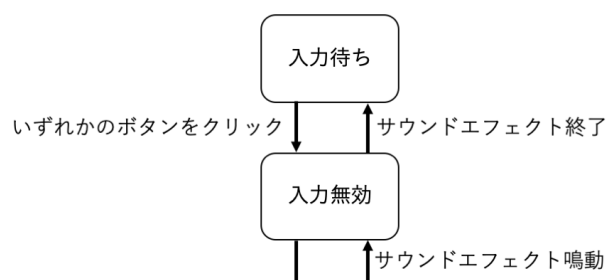 入力待ち
いずれかのボタンをクリック
サウンドエフェクト終了
入力無効
サウンドエフェクト鳴動